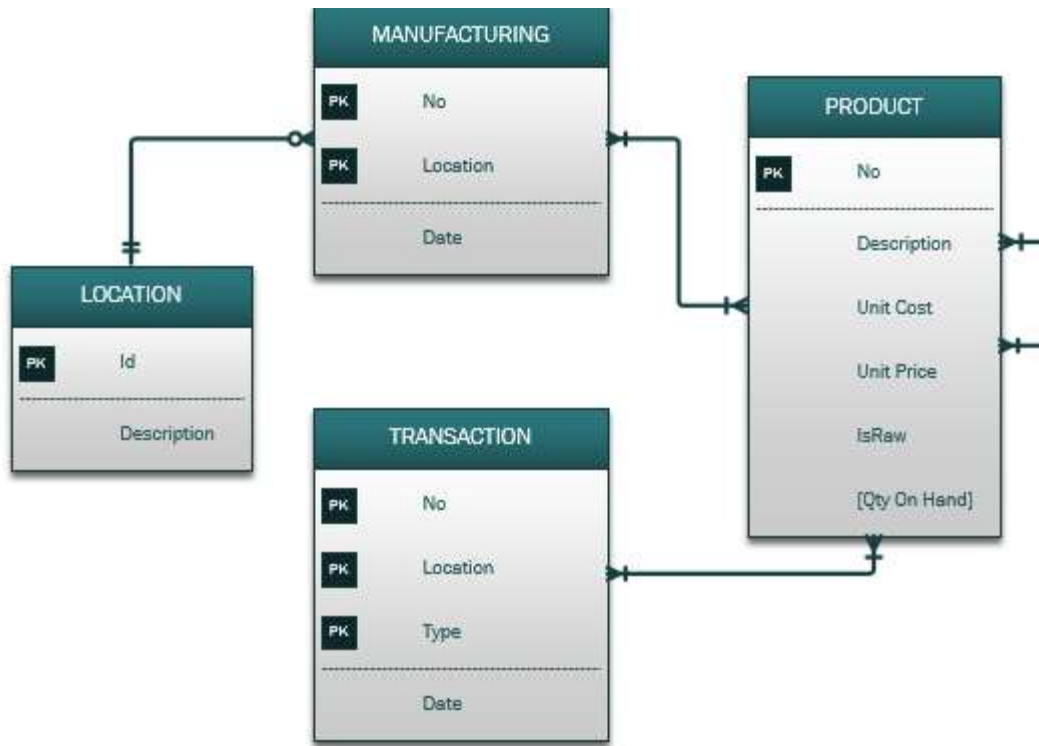 MANUFACTURING
PK No
PK Location
Date
PRODUCT
PK No
Description
Unit Cost
Unit Price
IsRaw
[Qty On Hand]
LOCATION
PK Id
Description
TRANSACTION
PK No
PK Location
PK Type
Date